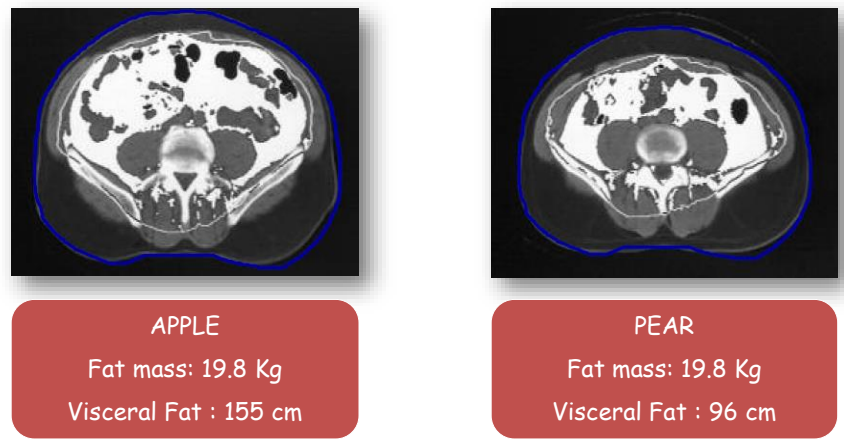 APPLE
Fat mass: 19.8 Kg
Visceral Fat : 155 cm
PEAR
Fat mass: 19.8 Kg
Visceral Fat : 96 cm